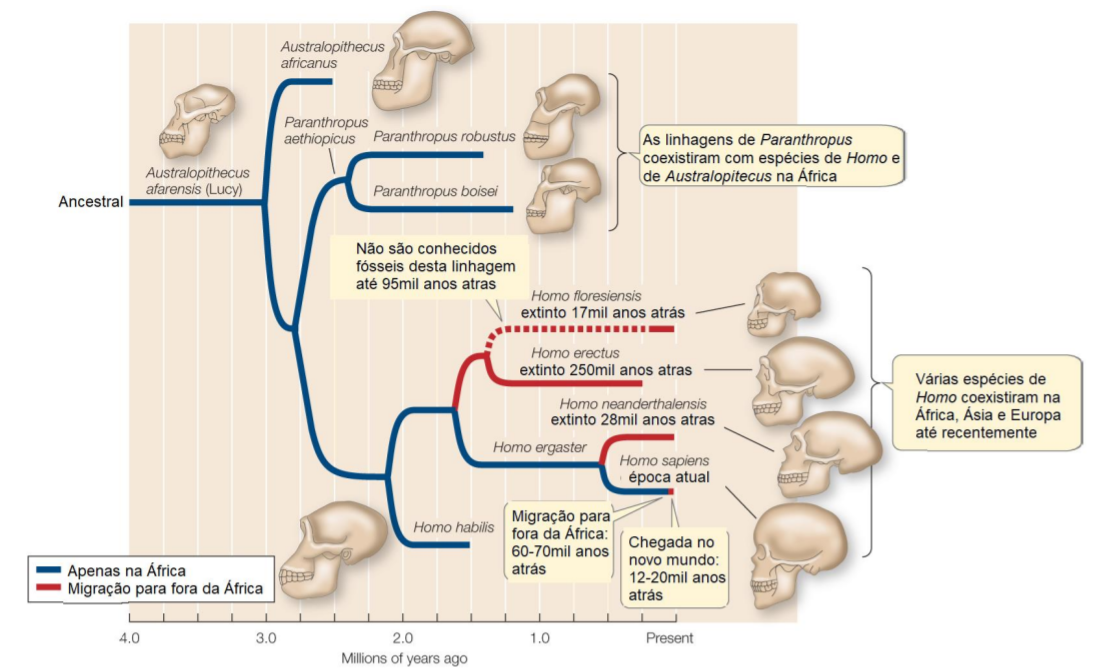 Australopithecus
africanus
Paranthropus
aethiopicus
Paranthropus robustus
As linhagens de Paranthropus
coexistiram com espécies de Homo e
de Australopitecus na África
Australopithecus
afarensis (Lucy)
Ancestral
Paranthropus boisei
Não são conhecidos
fósseis desta linhagem
até 95mil anos atras
Homo floresiensis
extinto 17mil anos atrás
Homo erectus
extinto 250mil anos atras
Várias espécies de
Homo coexistiram na
África, Ásia e Europa
até recentemente
Homo neanderthalensis
extinto 28mil anos atras
Homo ergaster
Homo sapiens
época atual
Homo habilis
Migração para
fora da África:
60-70mil anos
atrás
Chegada no
novo mundo:
12-20mil anos
atrás
Apenas na África
Migração para fora da África
4.0 3.0 2.0 1.0 Present
Millions of years ago